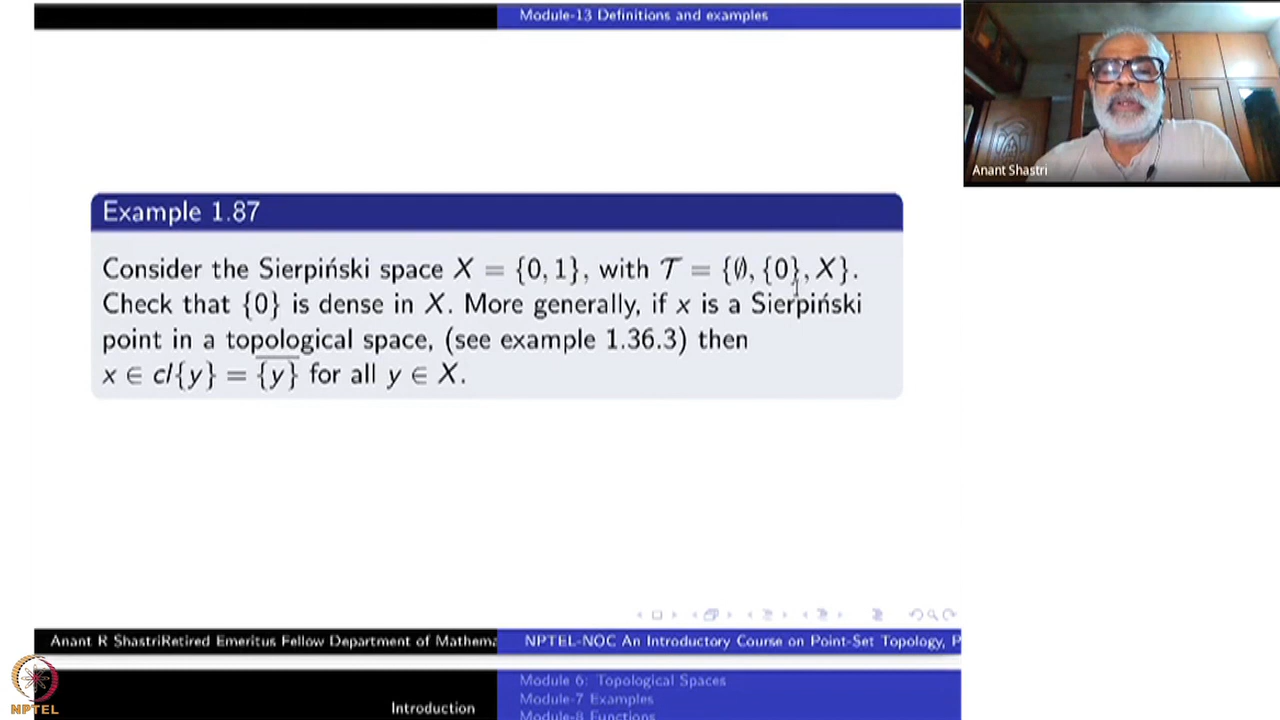 Module-13 Definitions and examples
Anant Shastri
Example 1.87
Consider the Sierpiński space X = {0, 1}, with 𝒯 = {∅, {0}, X}.
Check that {0} is dense in X. More generally, if x is a Sierpiński
point in a topological space, (see example 1.36.3) then
x ∈ cl{y} = \overline{{y}} for all y ∈ X.
Anant R ShastriRetired Emeritus Fellow Department of Mathema
NPTEL-NOC An Introductory Course on Point-Set Topology, P
Module 6: Topological Spaces
Module-7 Examples
Module-8 Functions
Introduction
NPTEL